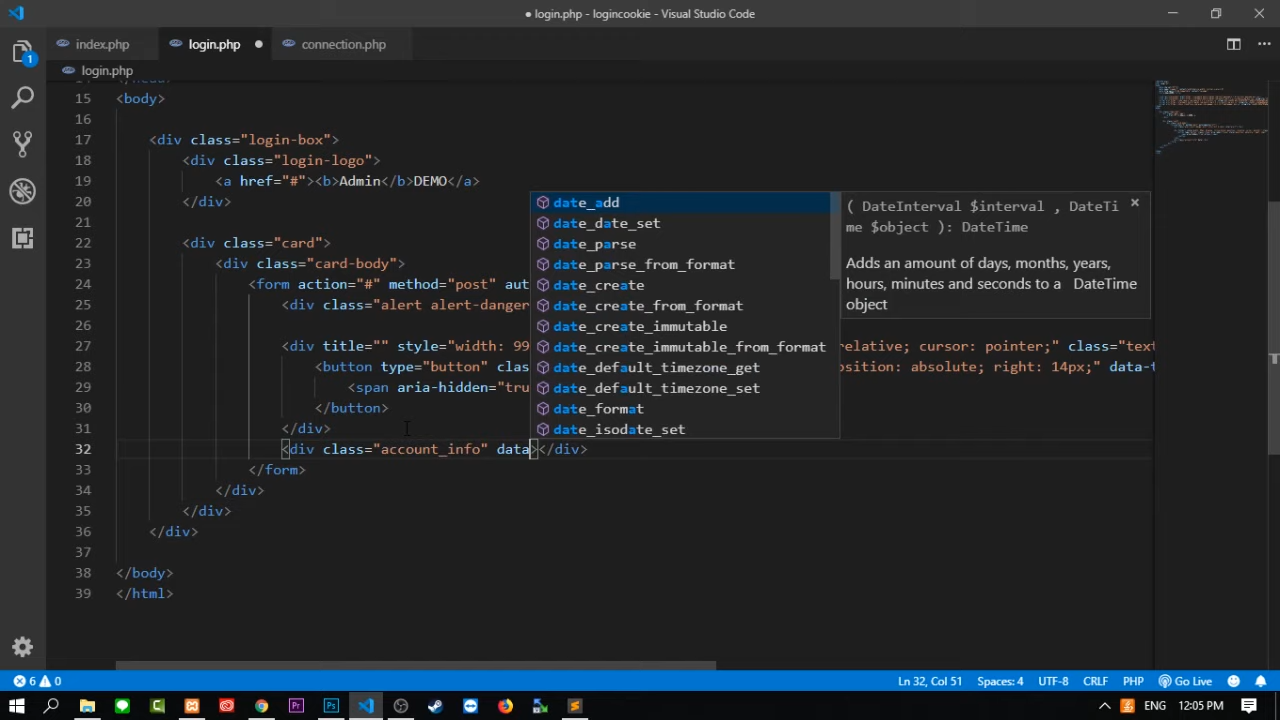 ● login.php - logincookie - Visual Studio Code
index.php
login.php ●
connection.php
1
login.php
15 <body>
16
17 <div class="login-box">
18 <div class="login-logo">
19 <a href="#"><b>Admin</b>DEMO</a>
20 </div>
21
22 <div class="card">
23 <div class="card-body">
24 <form action="#" method="post" aut
25 <div class="alert alert-danger
26
27 <div title="" style="width: 99 relative; cursor: pointer;" class="text
28 <button type="button" clas position: absolute; right: 14px;" data-t
29 <span aria-hidden="tru
30 </button>
31 </div>
32 <div class="account_info" data></div>
33 </form>
34 </div>
35 </div>
36 </div>
37
38 </body>
39 </html>
date_add
date_date_set
date_parse
date_parse_from_format
date_create
date_create_from_format
date_create_immutable
date_create_immutable_from_format
date_default_timezone_get
date_default_timezone_set
date_format
date_isodate_set
( DateInterval $interval , DateTi
me $object ): DateTime
Adds an amount of days, months, years,
hours, minutes and seconds to a DateTime
object
6 0
Ln 32, Col 51 Spaces: 4 UTF-8 CRLF PHP Go Live
ENG 12:05 PM